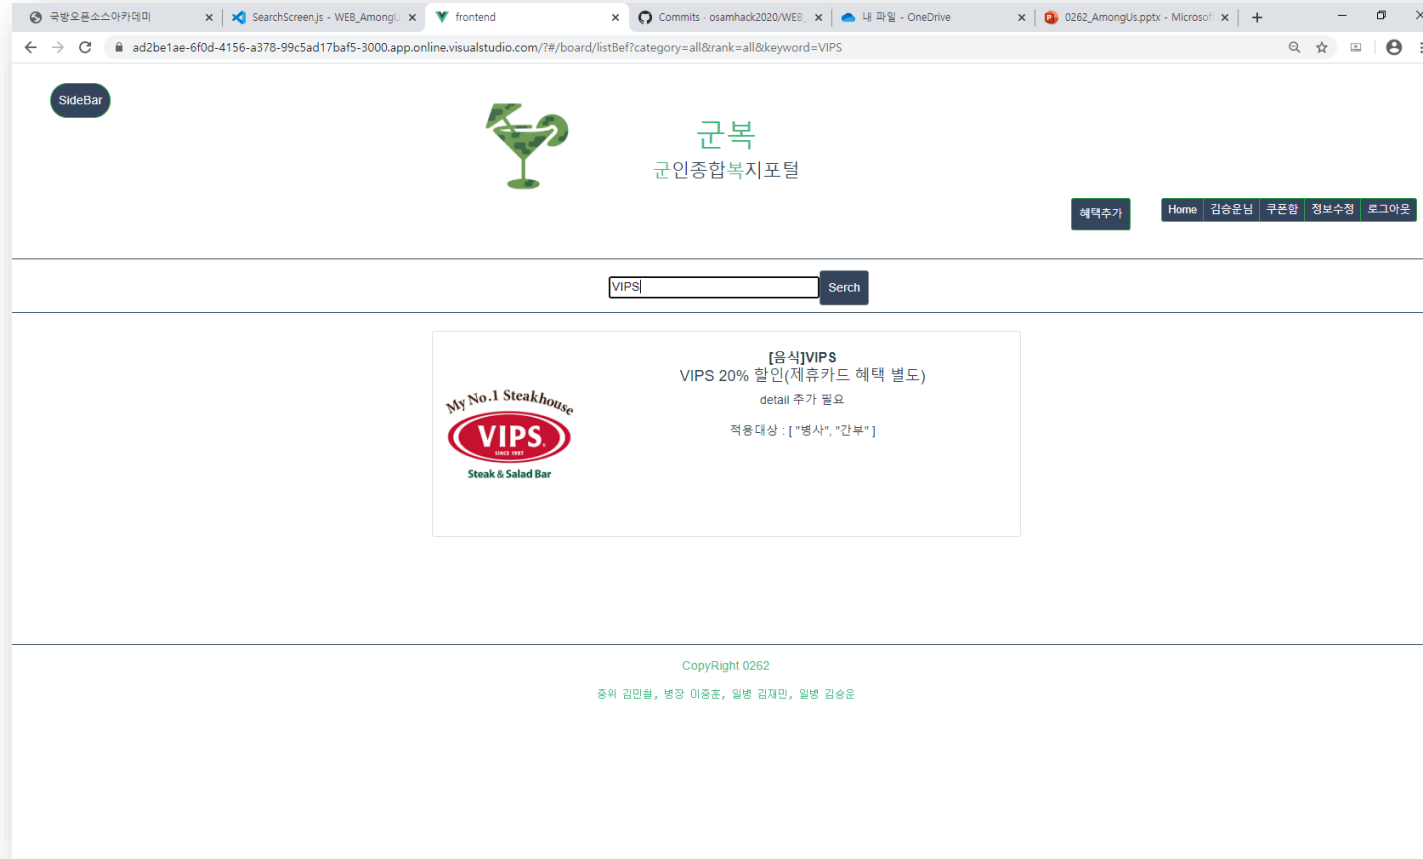 국방오픈소스아카데미
SearchScreen.js - WEB_AmongU
frontend
Commits · osamhack2020/WEB_
내 파일 - OneDrive
0262_AmongUs.pptx - Microsof
ad2be1ae-6f0d-4156-a378-99c5ad17baf5-3000.app.online.visualstudio.com/?#/board/listBef?category=all&rank=all&keyword=VIPS
SideBar
군복
군인종합복지포털
혜택추가
Home 김승운님 쿠폰함 정보수정 로그아웃
VIPS
Serch
[음식]VIPS
VIPS 20% 할인(제휴카드 혜택 별도)
detail 추가 필요
적용대상 : [ "병사", "간부" ]
My No.1 Steakhouse
VIPS
SINCE 1997
Steak & Salad Bar
CopyRight 0262
중위 김민철, 병장 이중훈, 일병 김재민, 일병 김승운